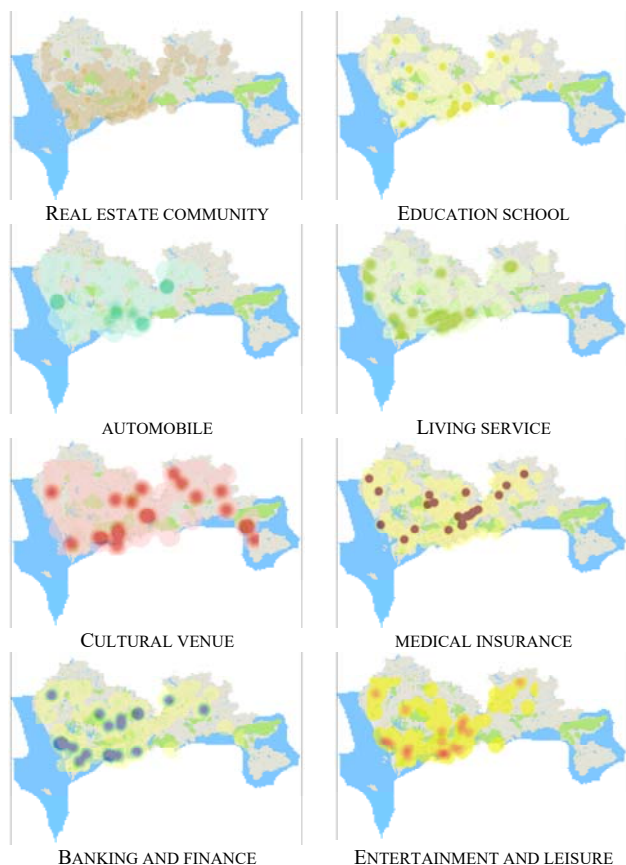 REAL ESTATE COMMUNITY
EDUCATION SCHOOL
AUTOMOBILE
LIVING SERVICE
CULTURAL VENUE
MEDICAL INSURANCE
BANKING AND FINANCE
ENTERTAINMENT AND LEISURE